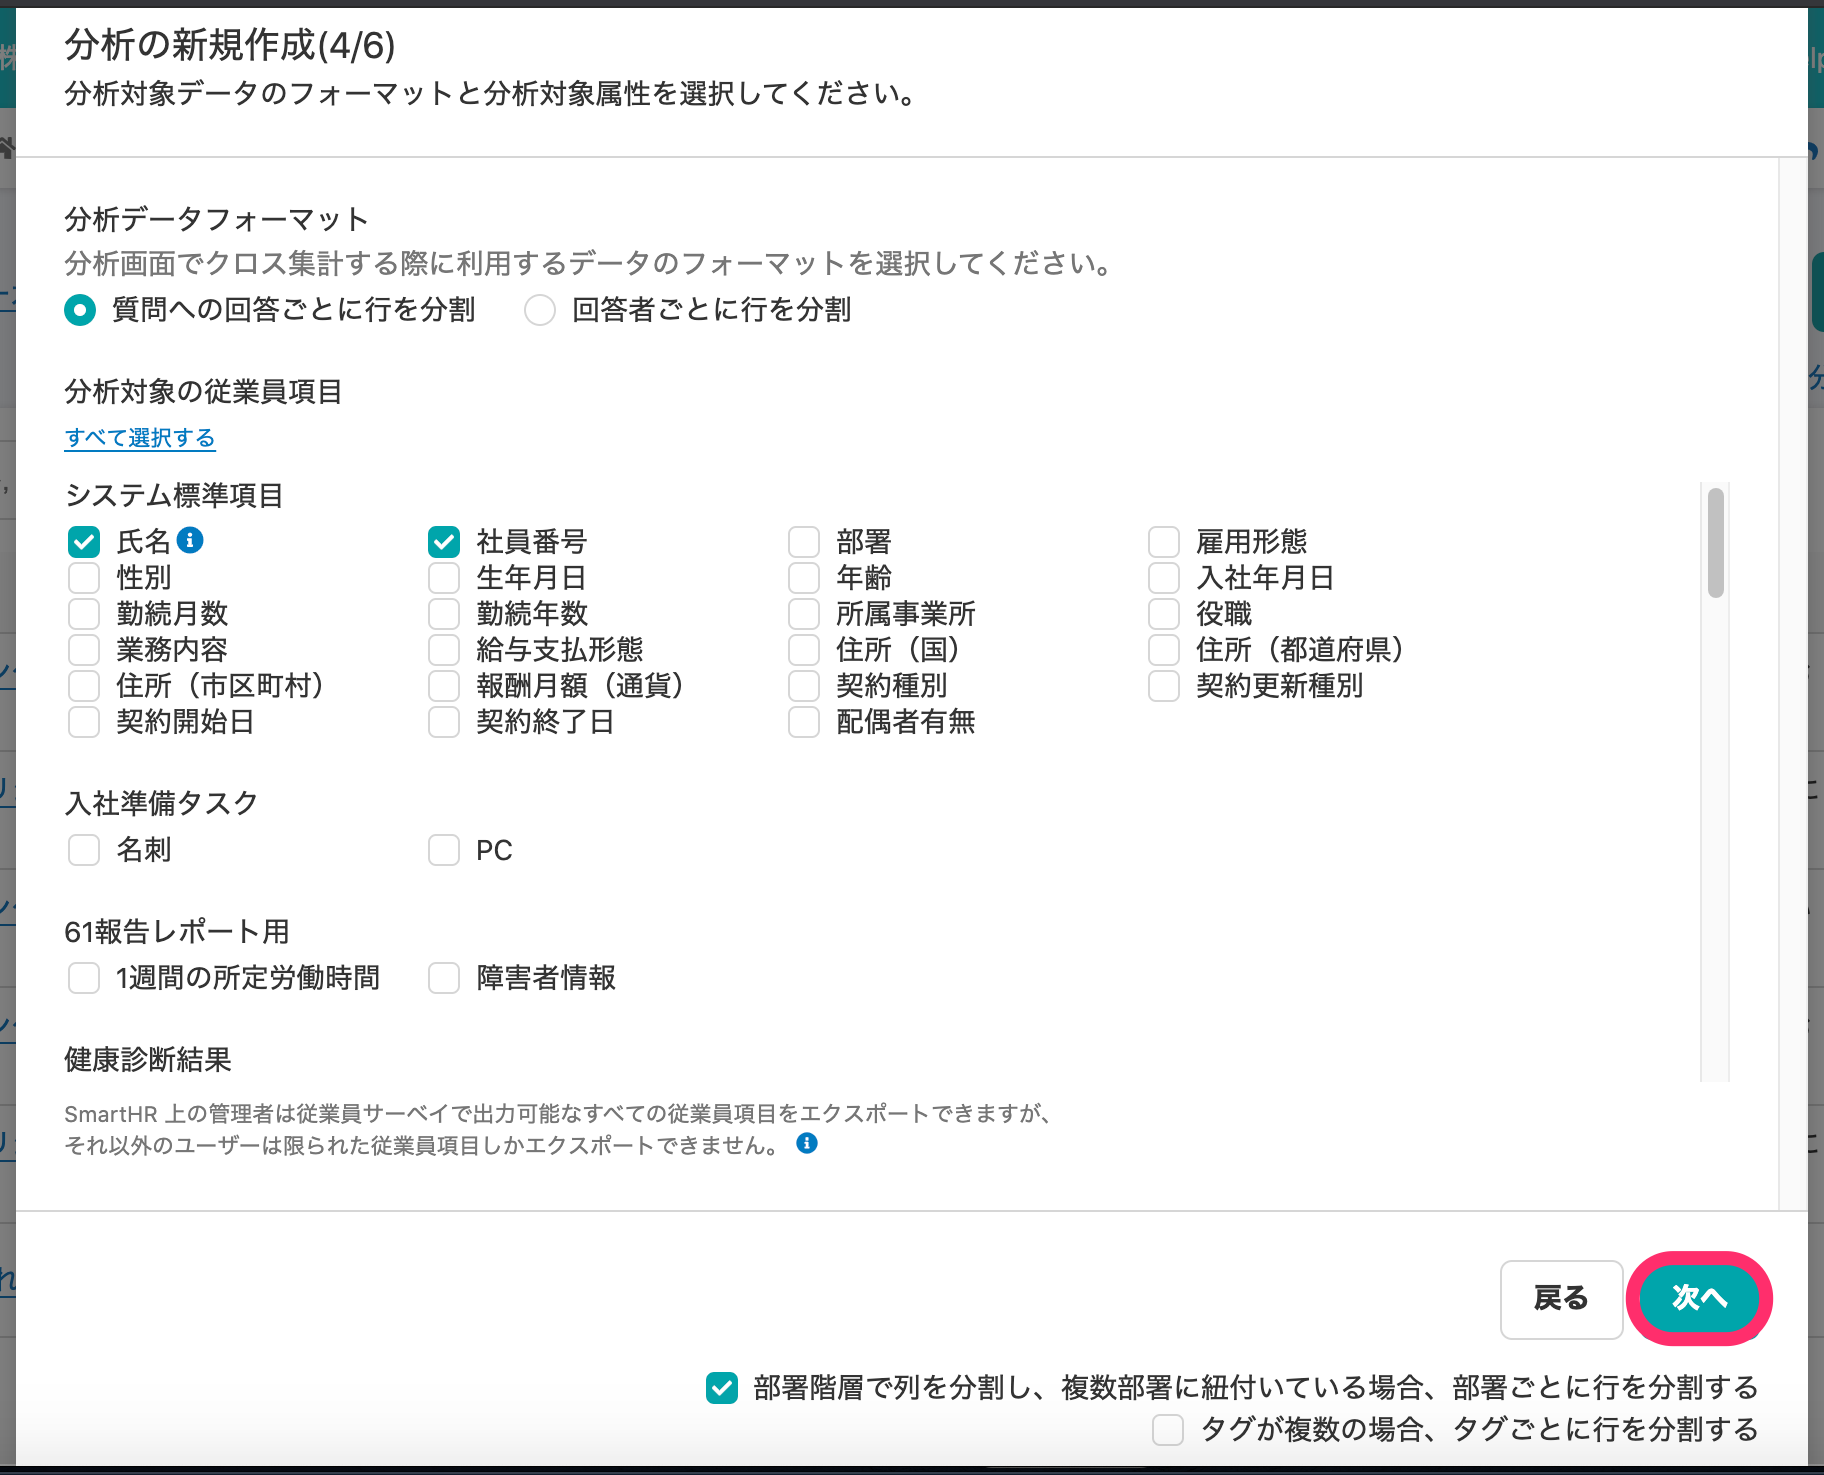 分析の新規作成(4/6)
分析対象データのフォーマットと分析対象属性を選択してください。
分析データフォーマット
分析画面でクロス集計する際に利用するデータのフォーマットを選択してください。
質問への回答ごとに行を分割 回答者ごとに行を分割
分析対象の従業員項目
すべて選択する
システム標準項目
氏名 社員番号 部署 雇用形態
性別 生年月日 年齢 入社年月日
勤続月数 勤続年数 所属事業所 役職
業務内容 給与支払形態 住所（国） 住所（都道府県）
住所（市区町村） 報酬月額（通貨） 契約種別 契約更新種別
契約開始日 契約終了日 配偶者有無
入社準備タスク
名刺 PC
61報告レポート用
1週間の所定労働時間 障害者情報
健康診断結果
SmartHR 上の管理者は従業員サーベイで出力可能なすべての従業員項目をエクスポートできますが、
それ以外のユーザーは限られた従業員項目しかエクスポートできません。
戻る 次へ
部署階層で列を分割し、複数部署に紐付いている場合、部署ごとに行を分割する
タグが複数の場合、タグごとに行を分割する